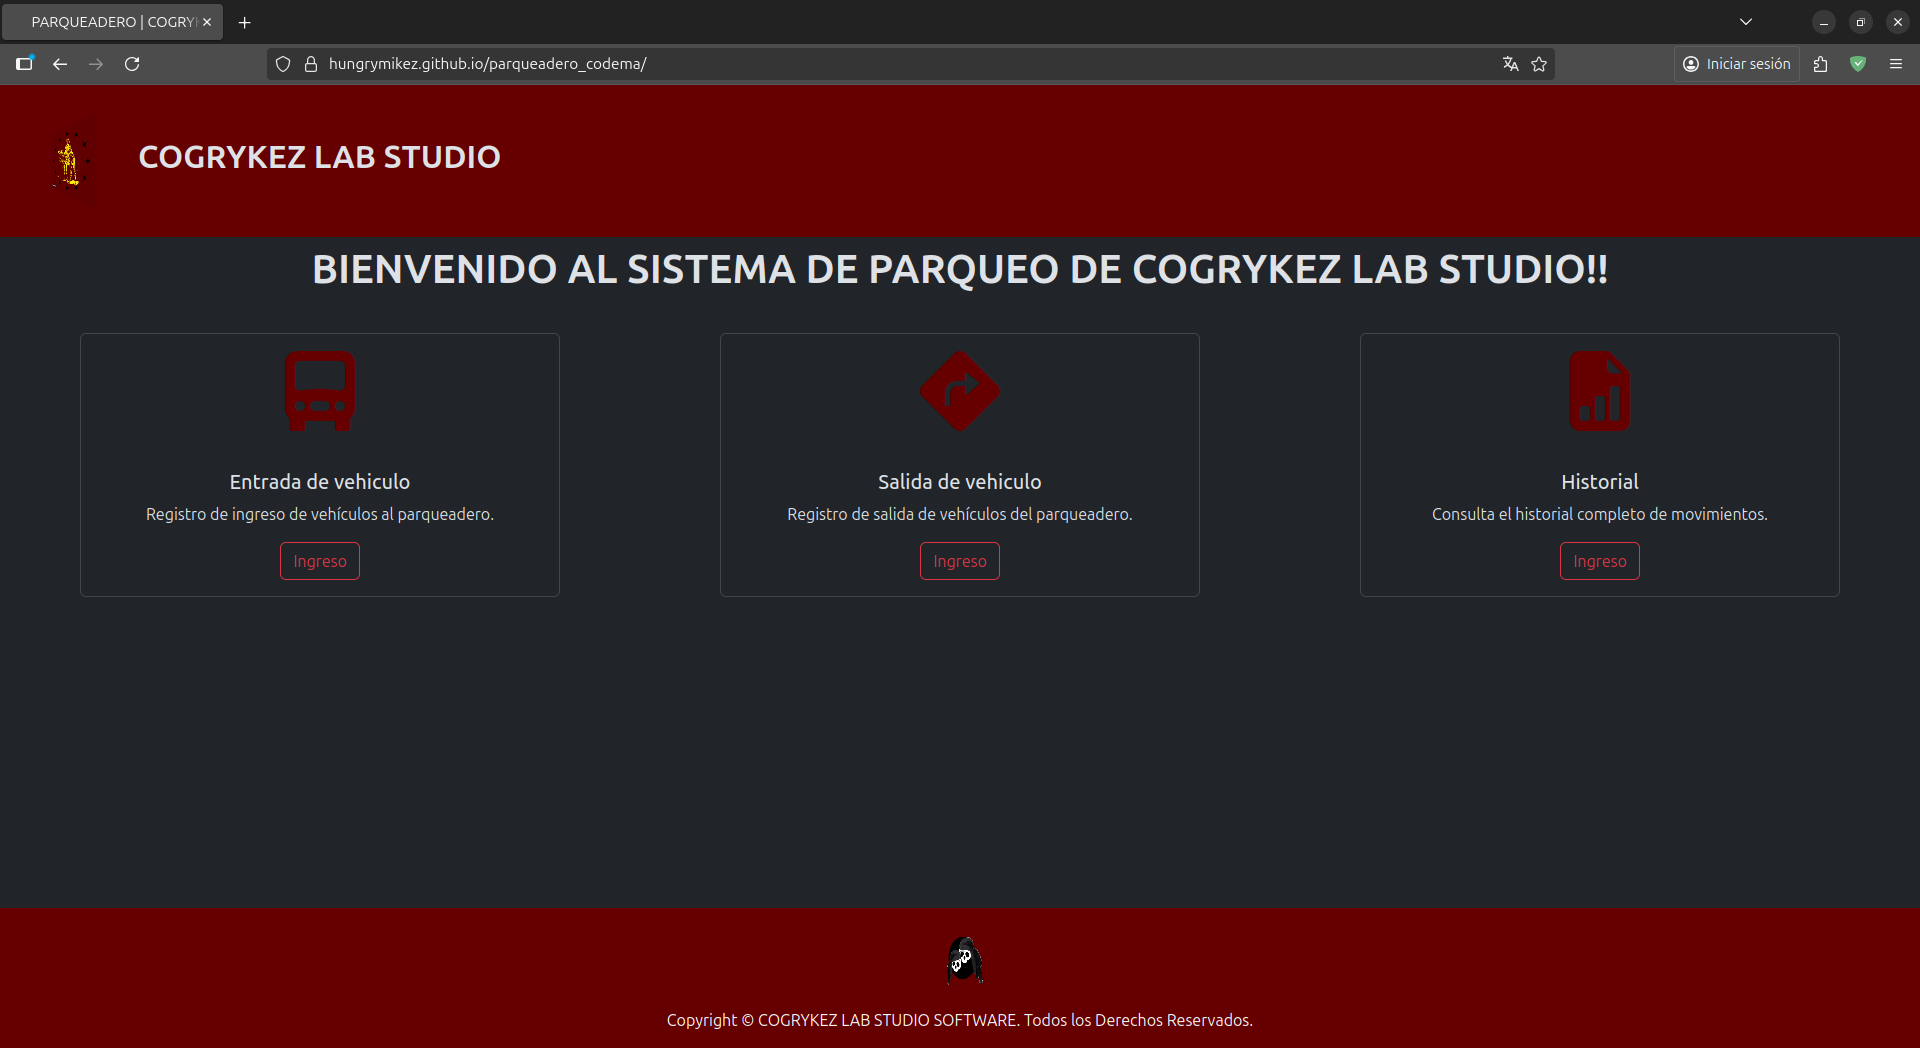 PARQUEADERO | COGRY
hungrymikez.github.io/parqueadero_codema/
Iniciar sesión
COGRYKEZ LAB STUDIO
BIENVENIDO AL SISTEMA DE PARQUEO DE COGRYKEZ LAB STUDIO!!
Entrada de vehiculo
Registro de ingreso de vehículos al parqueadero.
Ingreso
Salida de vehiculo
Registro de salida de vehículos del parqueadero.
Ingreso
Historial
Consulta el historial completo de movimientos.
Ingreso
Copyright © COGRYKEZ LAB STUDIO SOFTWARE. Todos los Derechos Reservados.